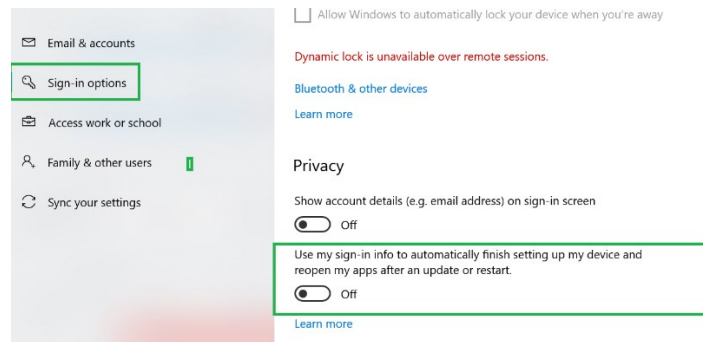 Email & accounts
Sign-in options
Access work or school
Family & other users
Sync your settings
Allow Windows to automatically lock your device when you're away
Dynamic lock is unavailable over remote sessions.
Bluetooth & other devices
Learn more
Privacy
Show account details (e.g. email address) on sign-in screen
Off
Use my sign-in info to automatically finish setting up my device and
reopen my apps after an update or restart.
Off
Learn more